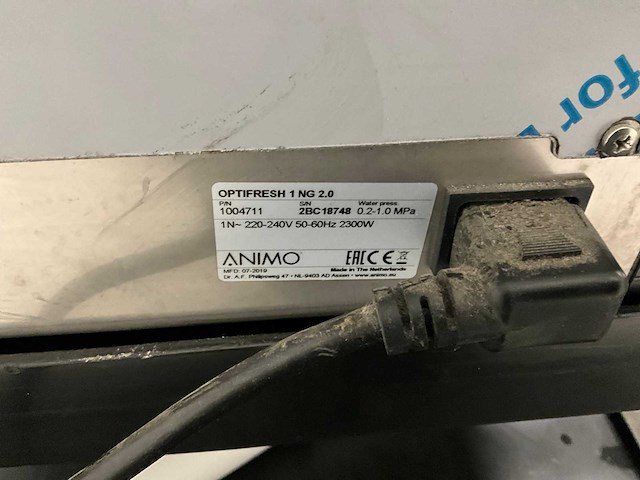 for
OPTIFRESH 1 NG 2.0
P/N S/N Water press.
1004711 2BC18748 0.2-1.0 MPa
1N~ 220-240V 50-60Hz 2300W
ANIMO EAC CE
MFD: 07-2019 Made in The Netherlands
Dr. A.F. Philipsweg 47 • NL-9403 AD Assen • www.animo.eu